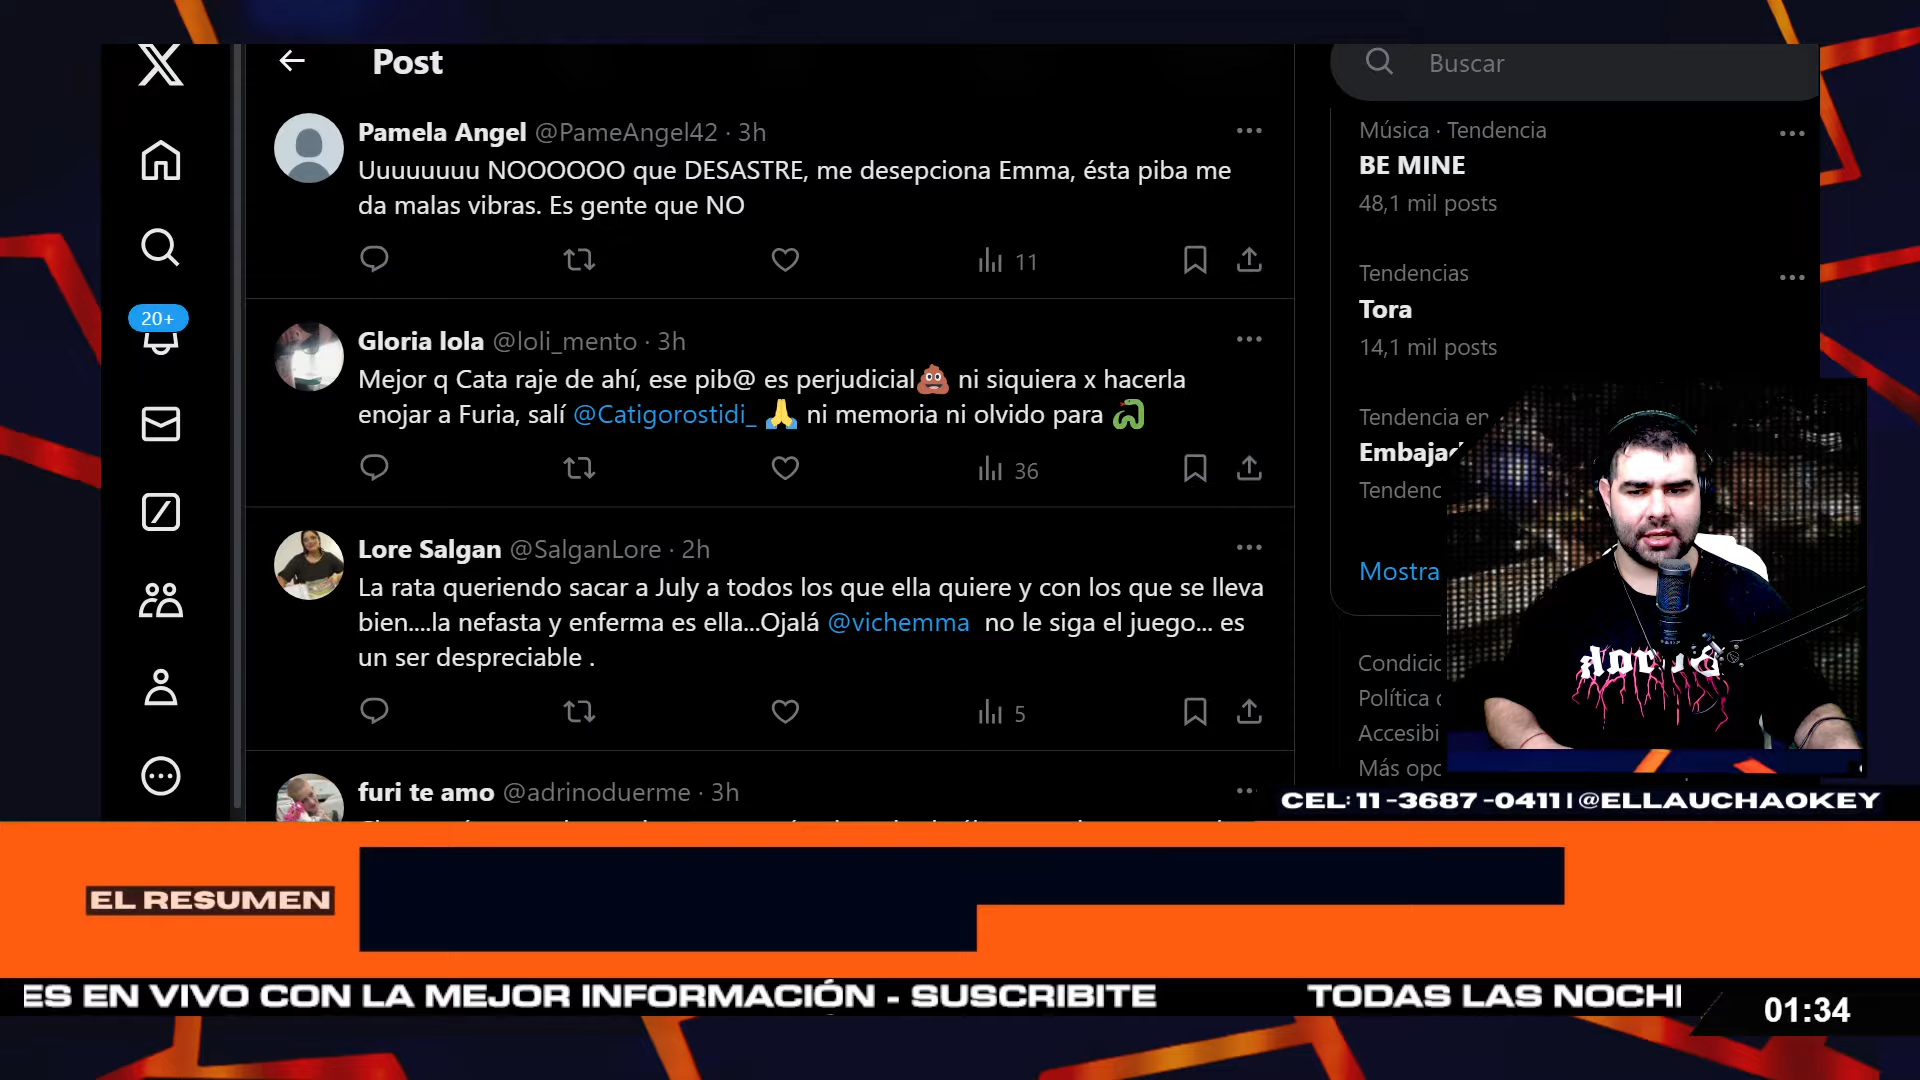 Post
Pamela Angel @PameAngel42 · 3h
Uuuuuuuu NOOOOOO que DESASTRE, me desepciona Emma, ésta piba me
da malas vibras. Es gente que NO
11
Gloria lola @loli_mento · 3h
Mejor q Cata raje de ahí, ese pib@ es perjudicial💩 ni siquiera x hacerla
enojar a Furia, salí @Catigorostidi_ 🙏 ni memoria ni olvido para 🐍
36
Lore Salgan @SalganLore · 2h
La rata queriendo sacar a July a todos los que ella quiere y con los que se lleva
bien....la nefasta y enferma es ella...Ojalá @vichemma no le siga el juego... es
un ser despreciable .
5
furi te amo @adrinoduerme · 3h
20+
Buscar
Música · Tendencia
BE MINE
48,1 mil posts
Tendencias
Tora
14,1 mil posts
Tendencia en
Embajad
Tendenc
Mostra
Condicic
Política
Accesibi
Más opc
CEL: 11 -3687 -0411 | @ELLAUCHAOKEY
EL RESUMEN
ES EN VIVO CON LA MEJOR INFORMACIÓN - SUSCRIBITE TODAS LAS NOCH
01:34